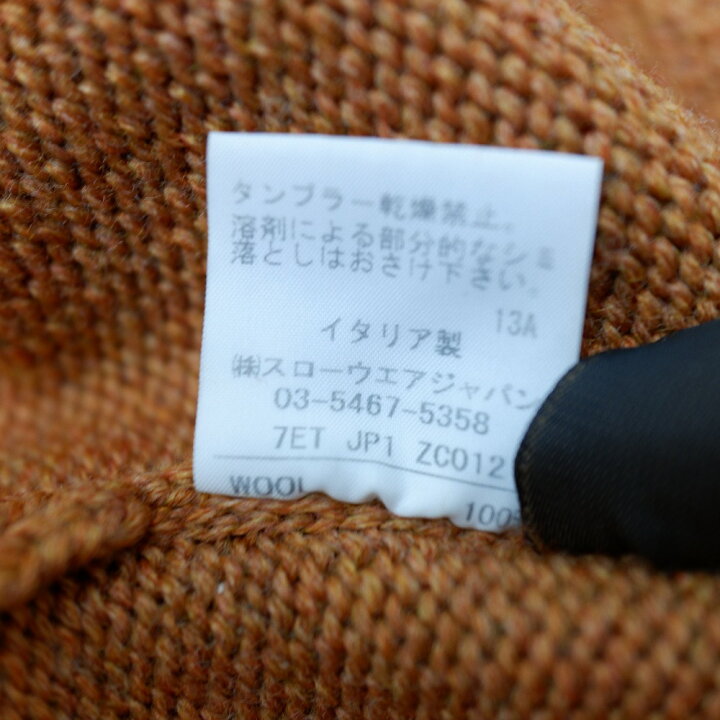 タンブラー乾燥禁止。
溶剤による部分的なシミ
落としはおさけ下さい。
13A
イタリア製
㈱スローウエアジャパン
03-5467-5358
7ET JP1 ZC012
WOOL 100%